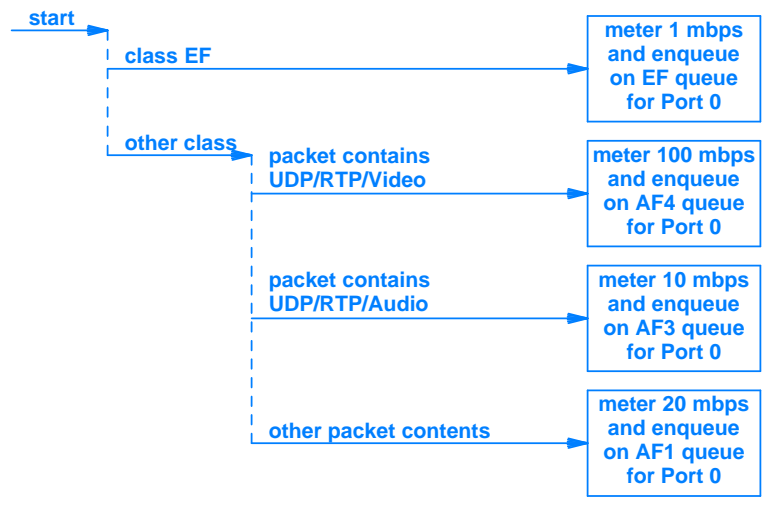 start
class EF
meter 1 mbps
and enqueue
on EF queue
for Port 0
other class
packet contains
UDP/RTP/Video
meter 100 mbps
and enqueue
on AF4 queue
for Port 0
packet contains
UDP/RTP/Audio
meter 10 mbps
and enqueue
on AF3 queue
for Port 0
other packet contents
meter 20 mbps
and enqueue
on AF1 queue
for Port 0